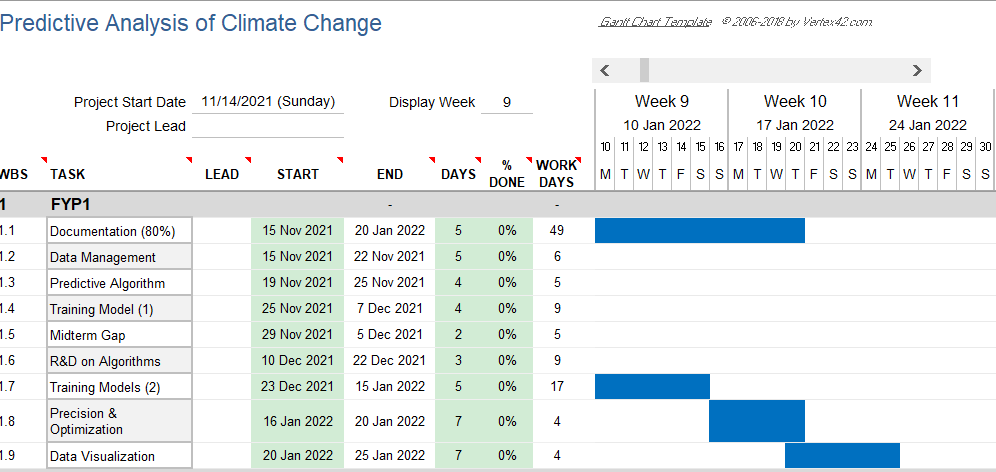 Predictive Analysis of Climate Change
Gantt Chart Template © 2006-2018 by Vertex42.com
Project Start Date 11/14/2021 (Sunday) Display Week 9 Week 9 Week 10 Week 11
Project Lead 10 Jan 2022 17 Jan 2022 24 Jan 2022
10 11 12 13 14 15 16 17 18 19 20 21 22 23 24 25 26 27 28 29 30
WBS TASK LEAD START END DAYS % DONE WORK DAYS M T W T F S S M T W T F S S M T W T F S S
1 FYP1 - -
1.1 Documentation (80%) 15 Nov 2021 20 Jan 2022 5 0% 49
1.2 Data Management 15 Nov 2021 22 Nov 2021 5 0% 6
1.3 Predictive Algorithm 19 Nov 2021 25 Nov 2021 4 0% 5
1.4 Training Model (1) 25 Nov 2021 7 Dec 2021 4 0% 9
1.5 Midterm Gap 29 Nov 2021 5 Dec 2021 2 0% 5
1.6 R&D on Algorithms 10 Dec 2021 22 Dec 2021 3 0% 9
1.7 Training Models (2) 23 Dec 2021 15 Jan 2022 5 0% 17
1.8 Precision & Optimization 16 Jan 2022 20 Jan 2022 7 0% 4
1.9 Data Visualization 20 Jan 2022 25 Jan 2022 7 0% 4